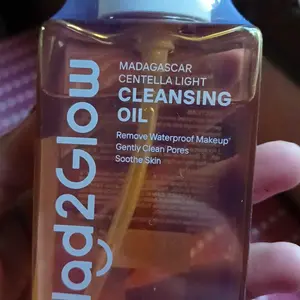 lad2Glow
MADAGASCAR
CENTELLA LIGHT
CLEANSING
OIL
Remove Waterproof Makeup
Gently Clean Pores
Soothe Skin